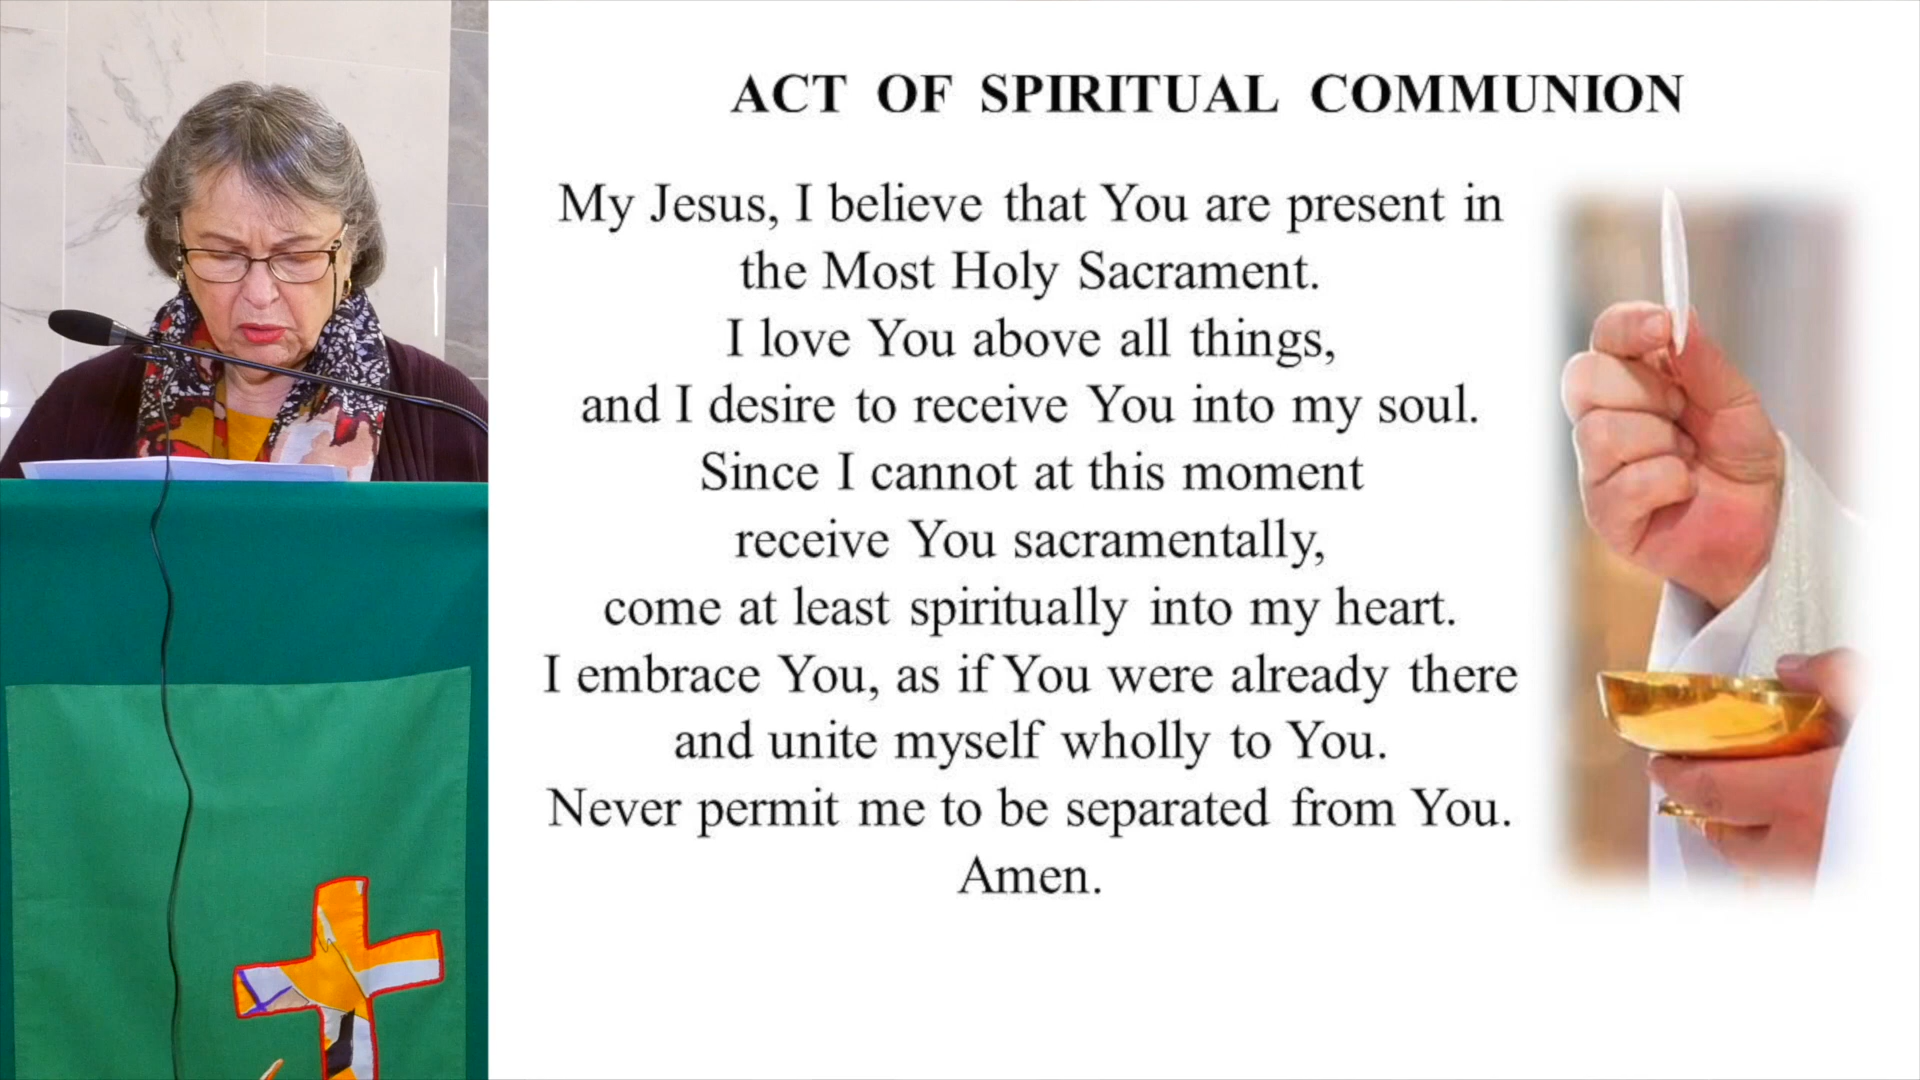 ACT OF SPIRITUAL COMMUNION
My Jesus, I believe that You are present in
the Most Holy Sacrament.
I love You above all things,
and I desire to receive You into my soul.
Since I cannot at this moment
receive You sacramentally,
come at least spiritually into my heart.
I embrace You, as if You were already there
and unite myself wholly to You.
Never permit me to be separated from You.
Amen.